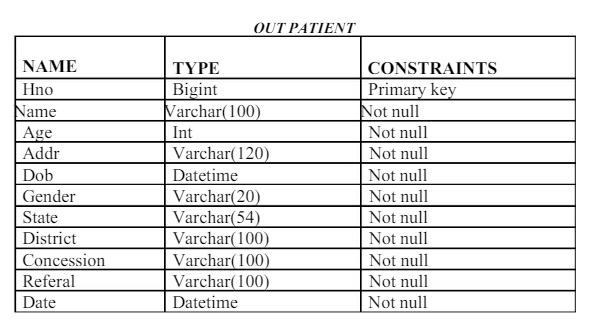 OUT PATIENT
NAME TYPE CONSTRAINTS
Hno Bigint Primary key
Name Varchar(100) Not null
Age Int Not null
Addr Varchar(120) Not null
Dob Datetime Not null
Gender Varchar(20) Not null
State Varchar(54) Not null
District Varchar(100) Not null
Concession Varchar(100) Not null
Referal Varchar(100) Not null
Date Datetime Not null